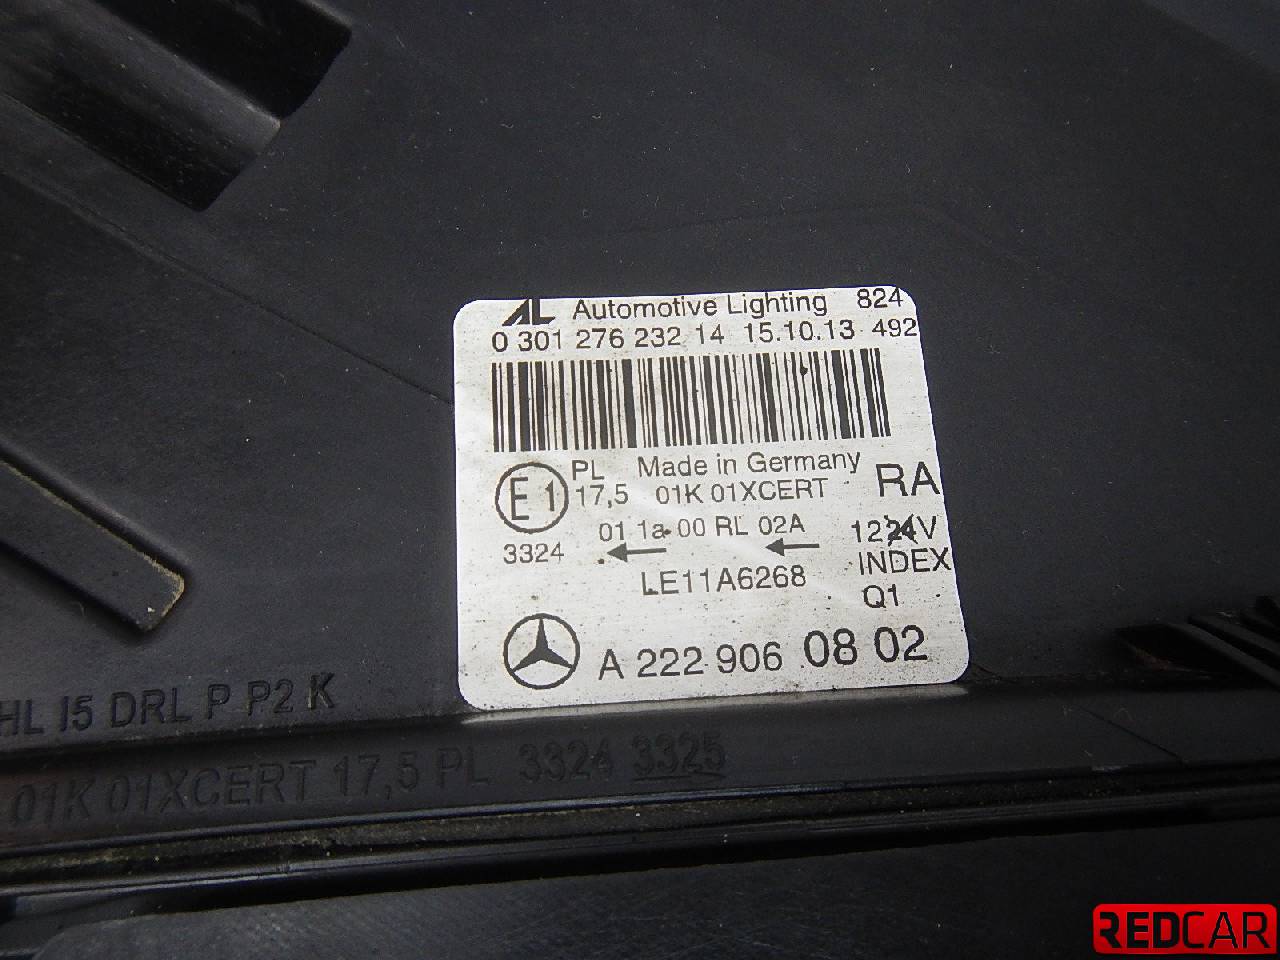 AL Automotive Lighting 824
0 301 276 232 14 15.10.13 492
PL Made in Germany
E1 17,5 01K 01XCERT RA
01 1a 00 RL 02A 1224V
3324 INDEX
LE11A6268 Q1
A 222 906 0802
HL I5 DRL P P2 K
01K 01XCERT 17,5 PL 3324 3325
REDCAR